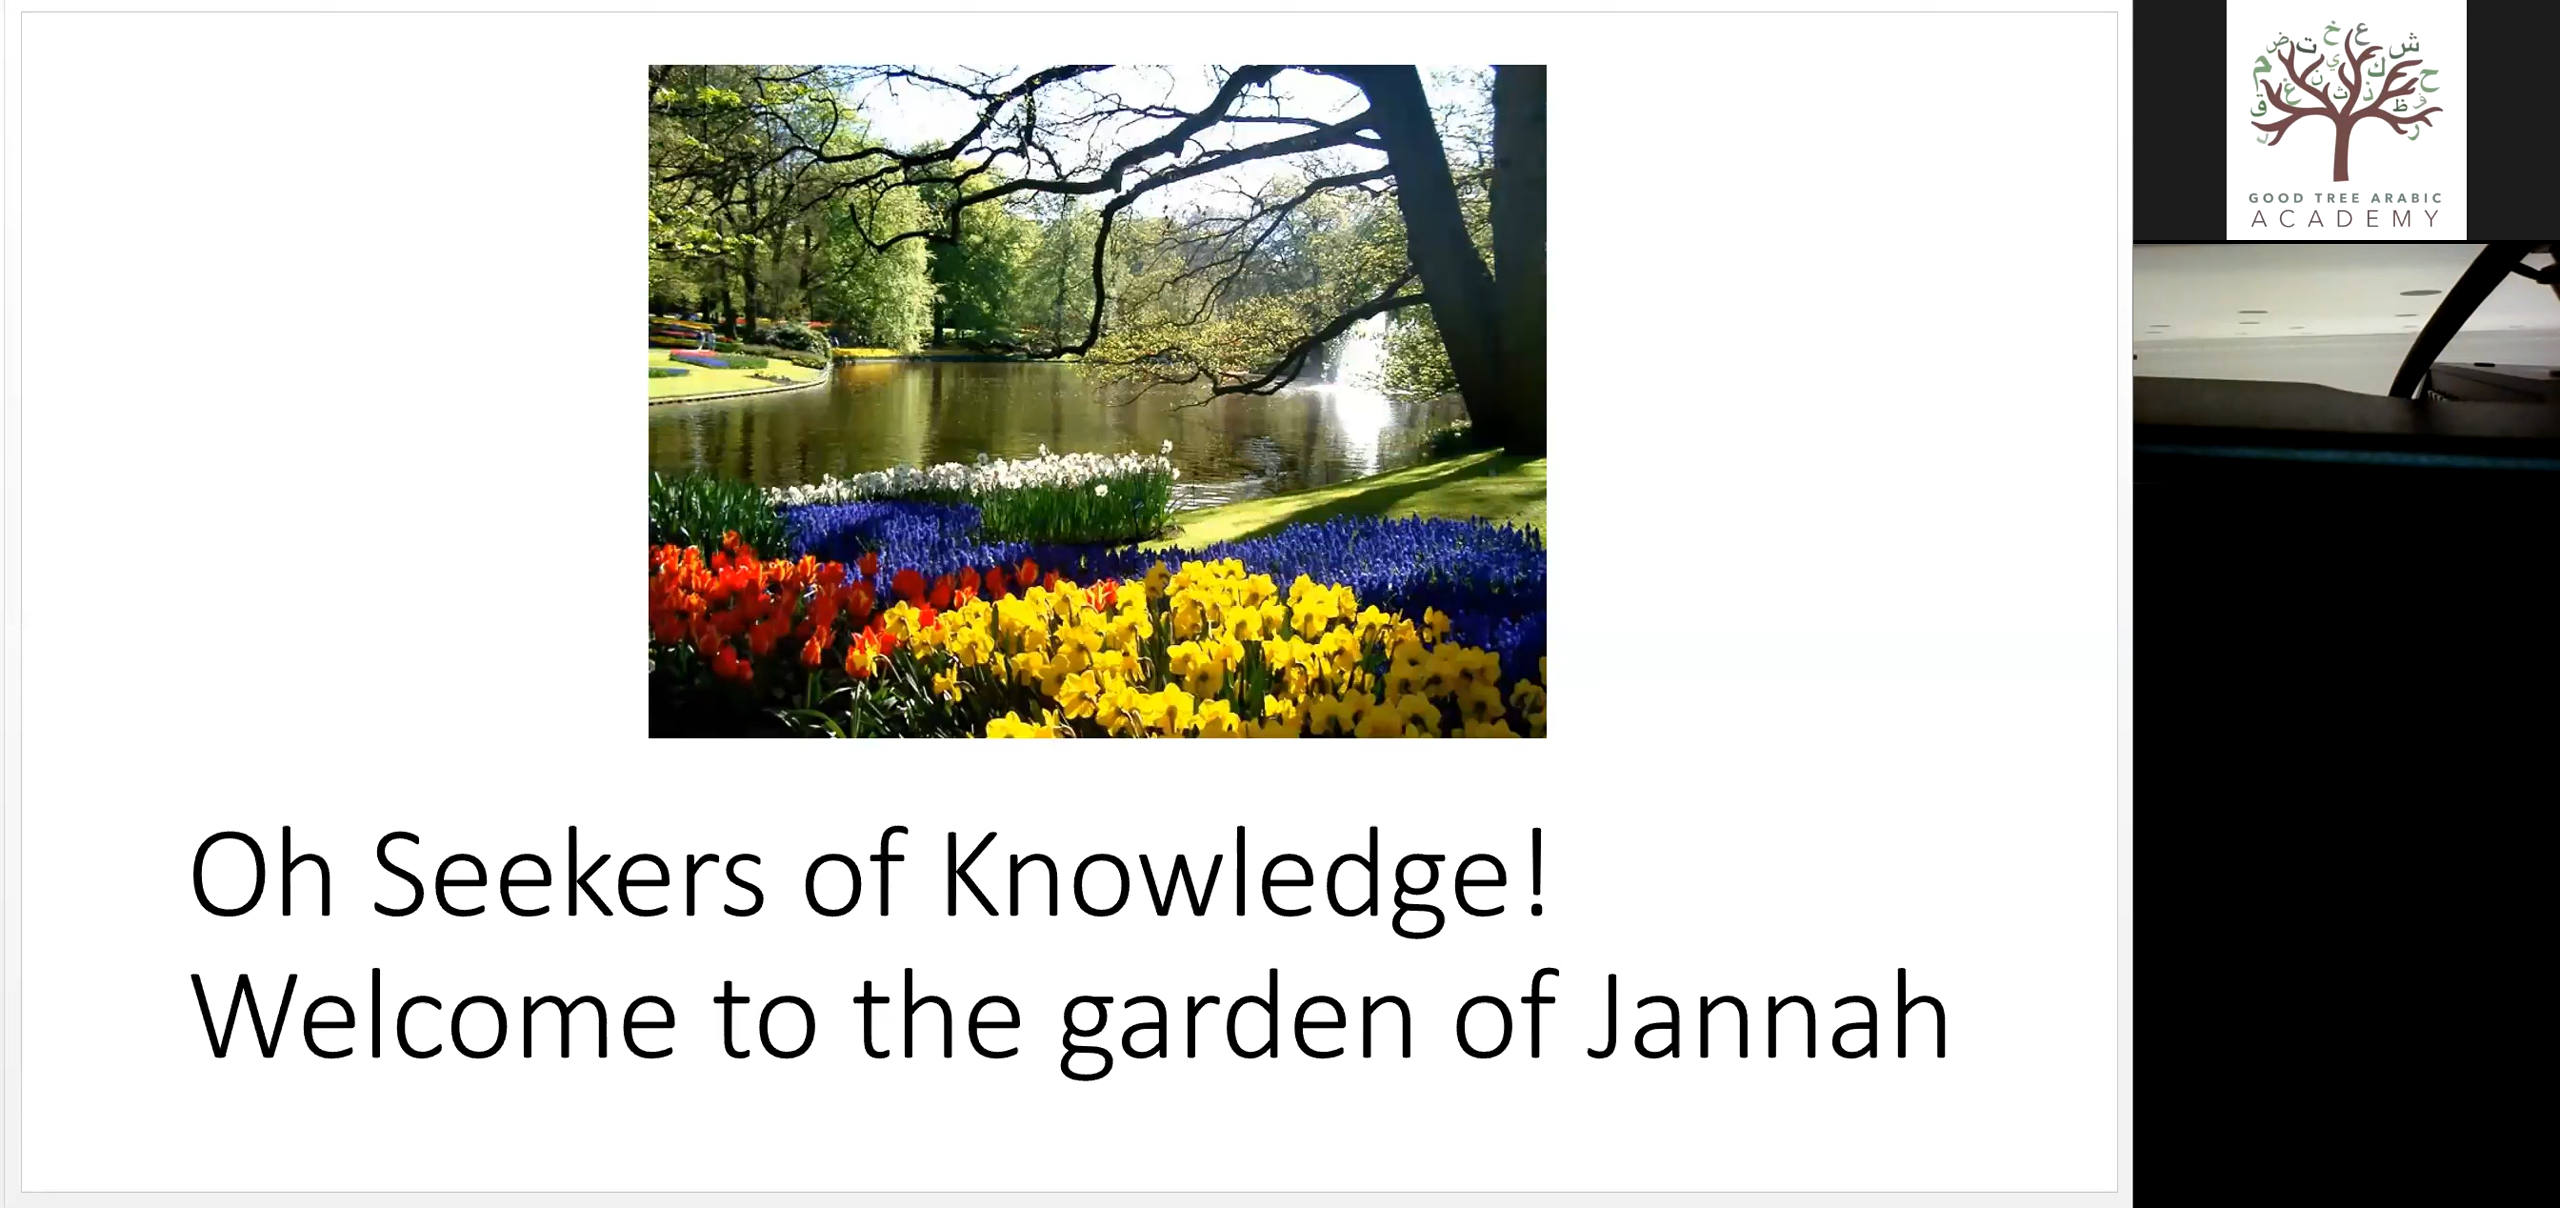 Oh Seekers of Knowledge!
Welcome to the garden of Jannah
GOOD TREE ARABIC
ACADEMY